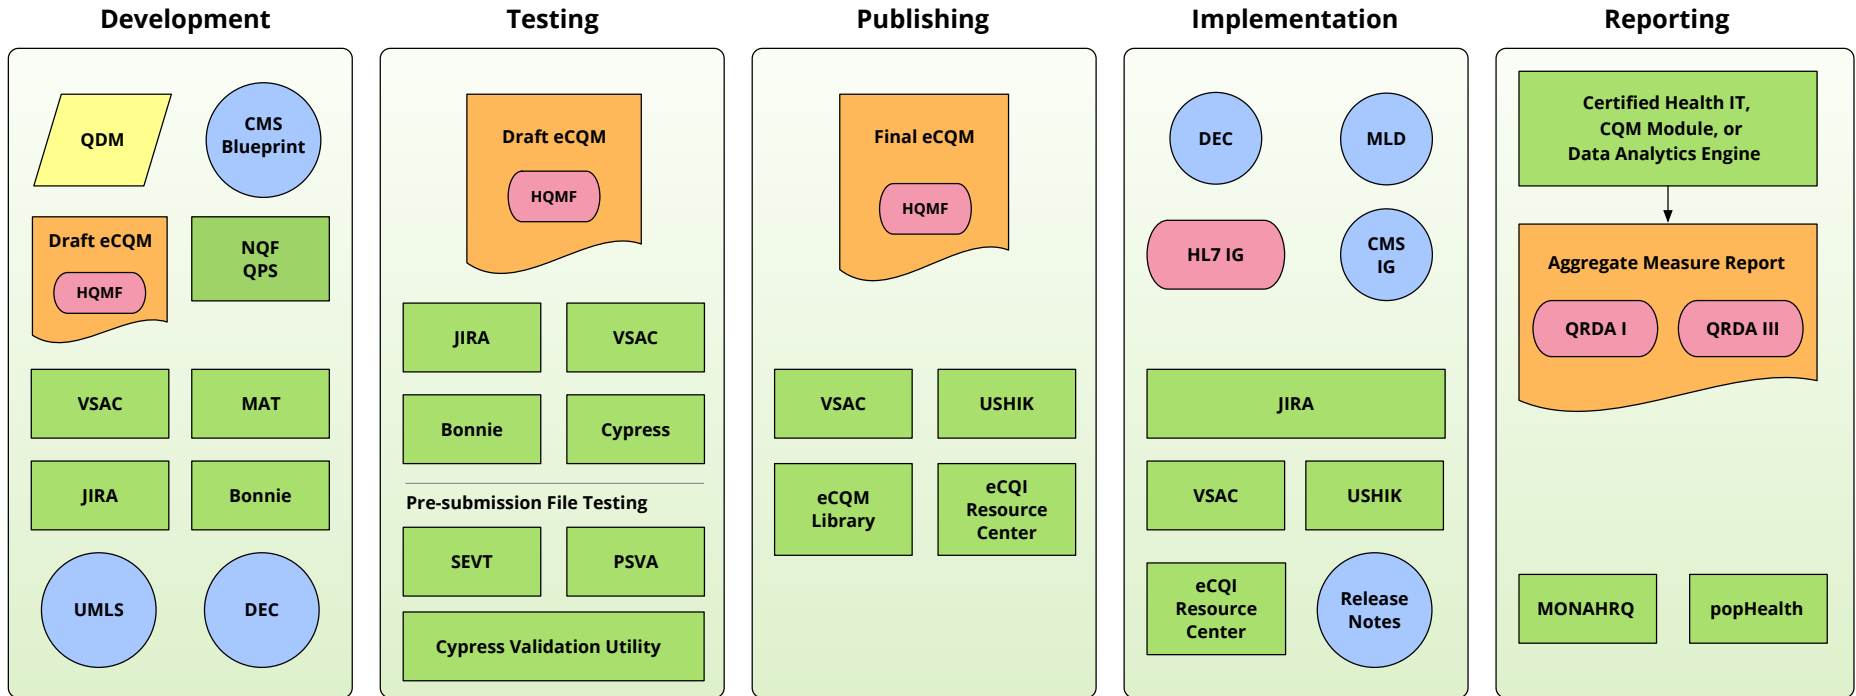 Development
QDM
CMS
Blueprint
Draft eCQM
HQMF
NQF
QPS
VSAC
MAT
JIRA
Bonnie
UMLS
DEC
Testing
Draft eCQM
HQMF
JIRA
VSAC
Bonnie
Cypress
Pre-submission File Testing
SEVT
PSVA
Cypress Validation Utility
Publishing
Final eCQM
HQMF
VSAC
USHIK
eCQM
Library
eCQI
Resource
Center
Implementation
DEC
MLD
HL7 IG
CMS
IG
JIRA
VSAC
USHIK
eCQI
Resource
Center
Release
Notes
Reporting
Certified Health IT,
CQM Module, or
Data Analytics Engine
Aggregate Measure Report
QRDA I
QRDA III
MONAHRQ
popHealth